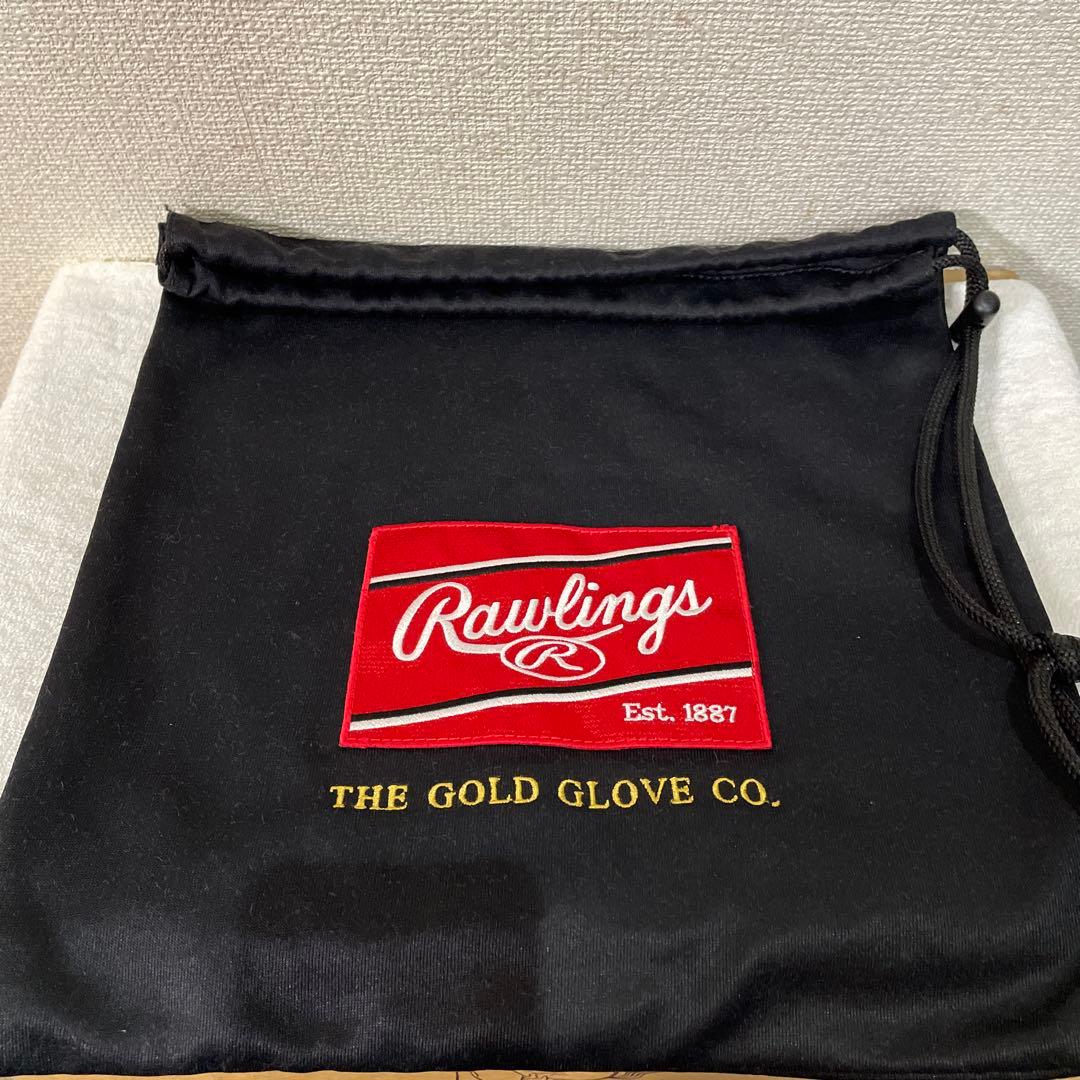 Rawlings
R
Est. 1887
THE GOLD GLOVE CO.